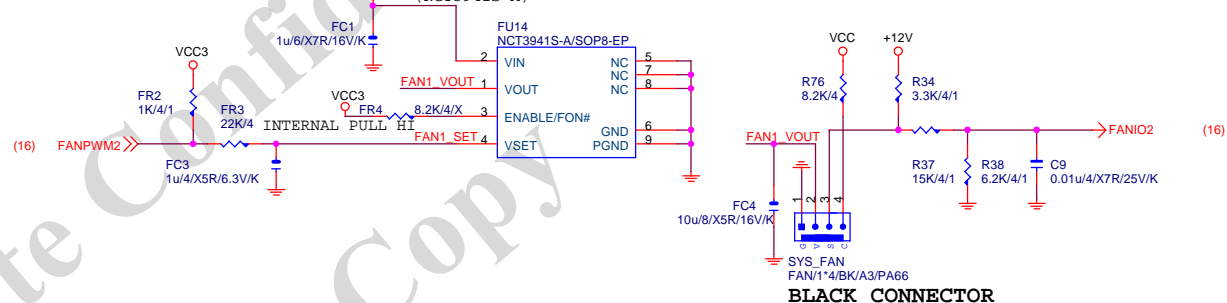 FC1
1u/6/X7R/16V/K
FU14
NCT3941S-A/SOP8-EP
2
VIN
1
VOUT
3
ENABLE/FON#
4
VSET
NC
5
NC
7
NC
8
GND
6
PGND
9
FAN1_VOUT
VCC3
FR4
8.2K/4/X
INTERNAL PULL HI
FAN1_SET
VCC3
FR2
1K/4/1
FR3
22K/4
(16)
FANPWM2
FC3
1u/4/X5R/6.3V/K
VCC
+12V
R76
8.2K/4
R34
3.3K/4/1
FAN1_VOUT
FC4
10u/8/X5R/16V/K
1
2
3
4
G
V
S
C
SYS_FAN
FAN/1*4/BK/A3/PA66
BLACK CONNECTOR
R37
15K/4/1
R38
6.2K/4/1
C9
0.01u/4/X7R/25V/K
FANIO2
(16)
Copy